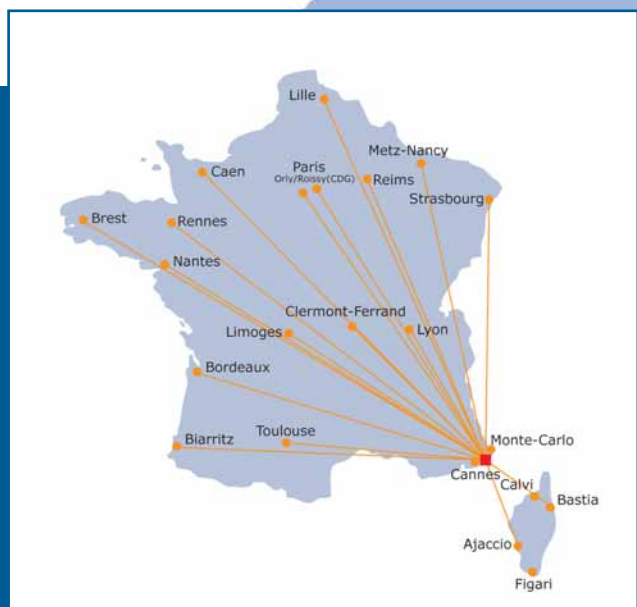 Lille
Metz-Nancy
Caen
Paris
Orly/Roissy(CDG)
Reims
Strasbourg
Brest
Rennes
Nantes
Clermont-Ferrand
Limoges
Lyon
Bordeaux
Toulouse
Biarritz
Monte-Carlo
Cannes
Calvi
Bastia
Ajaccio
Figari